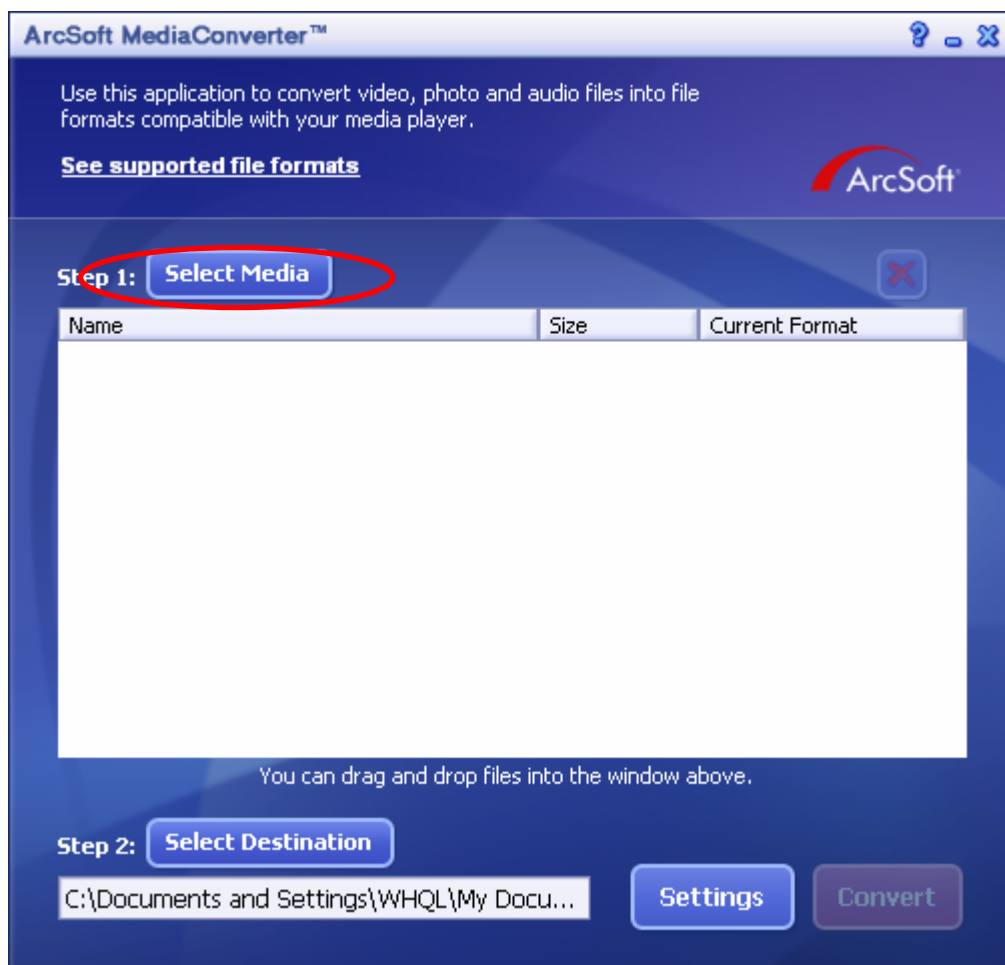 ArcSoft MediaConverter™
Use this application to convert video, photo and audio files into file
formats compatible with your media player.
See supported file formats
ArcSoft
Step 1: Select Media
Name Size Current Format
You can drag and drop files into the window above.
Step 2: Select Destination
C:\Documents and Settings\WHQL\My Docu...
Settings Convert